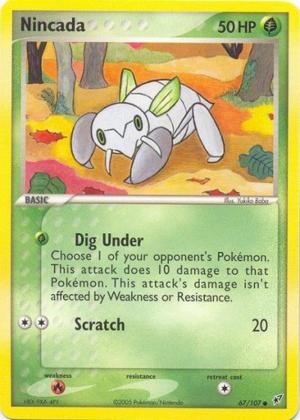 Nincada 50 HP
BASIC Illus. Yukiko Baba
Dig Under
Choose 1 of your opponent's Pokémon.
This attack does 10 damage to that
Pokémon. This attack's damage isn't
affected by Weakness or Resistance.
Scratch 20
weakness resistance retreat cost
©2005 Pokémon/Nintendo 67/107